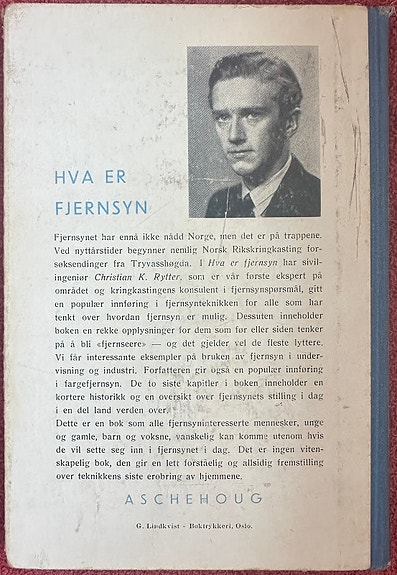 HVA ER
FJERNSYN
Fjernsynet har ennå ikke nådd Norge, men det er på trappene.
Ved nyttårstider begynner nemlig Norsk Rikskringkasting for-
søksendinger fra Tryvasshøgda. I Hva er fjernsyn har sivil-
ingeniør Christian K. Rytter, som er vår første ekspert på
området og kringkastingens konsulent i fjernsynspørsmål, gitt
en populær innføring i fjernsynteknikken for alle som har
tenkt over hvordan fjernsyn er mulig. Dessuten inneholder
boken en rekke opplysninger for dem som før eller siden tenker
på å bli «fjernseere» — og det gjelder vel de fleste lyttere.
Vi får interessante eksempler på bruken av fjernsyn i under-
visning og industri. Forfatteren gir også en populær innføring
i fargefjernsyn. De to siste kapitler i boken inneholder en
kortere historikk og en oversikt over fjernsynets stilling i dag
i en del land verden over.
Dette er en bok som alle fjernsyninteresserte mennesker, unge
og gamle, barn og voksne, vanskelig kan komme utenom hvis
de vil sette seg inn i fjernsynet i dag. Det er ingen viten-
skapelig bok, den gir en lett forståelig og allsidig fremstilling
over teknikkens siste erobring av hjemmene.
ASCHEHOUG
G. Lindkvist - Boktrykkeri, Oslo.